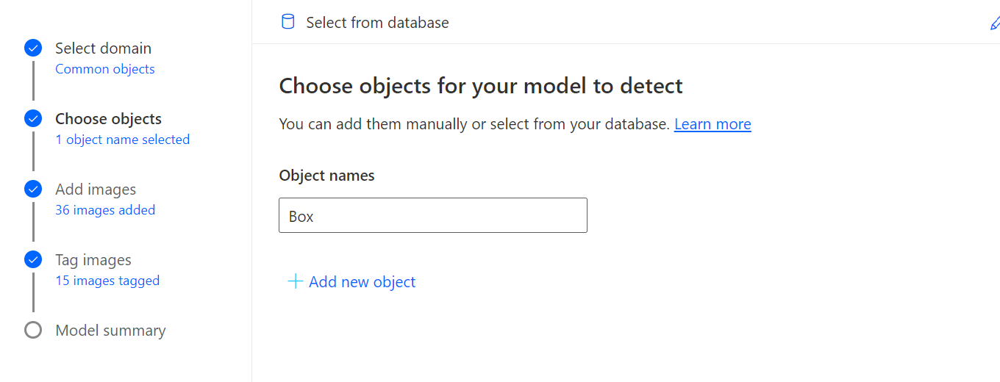 Select from database
Select domain
Common objects
Choose objects
1 object name selected
Add images
36 images added
Tag images
15 images tagged
Model summary
Choose objects for your model to detect
You can add them manually or select from your database. Learn more
Object names
Box
Add new object